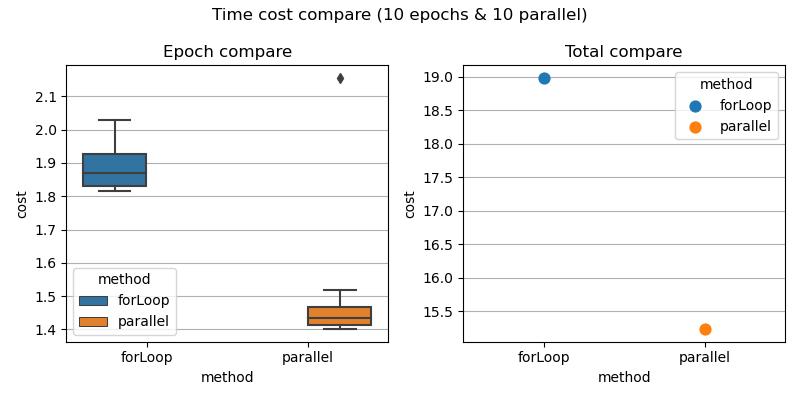 Time cost compare (10 epochs & 10 parallel)
Epoch compare
cost
2.1
2.0
1.9
1.8
1.7
1.6
1.5
1.4
method
forLoop
parallel
forLoop
parallel
method
Total compare
cost
19.0
18.5
18.0
17.5
17.0
16.5
16.0
15.5
method
forLoop
parallel
forLoop
parallel
method